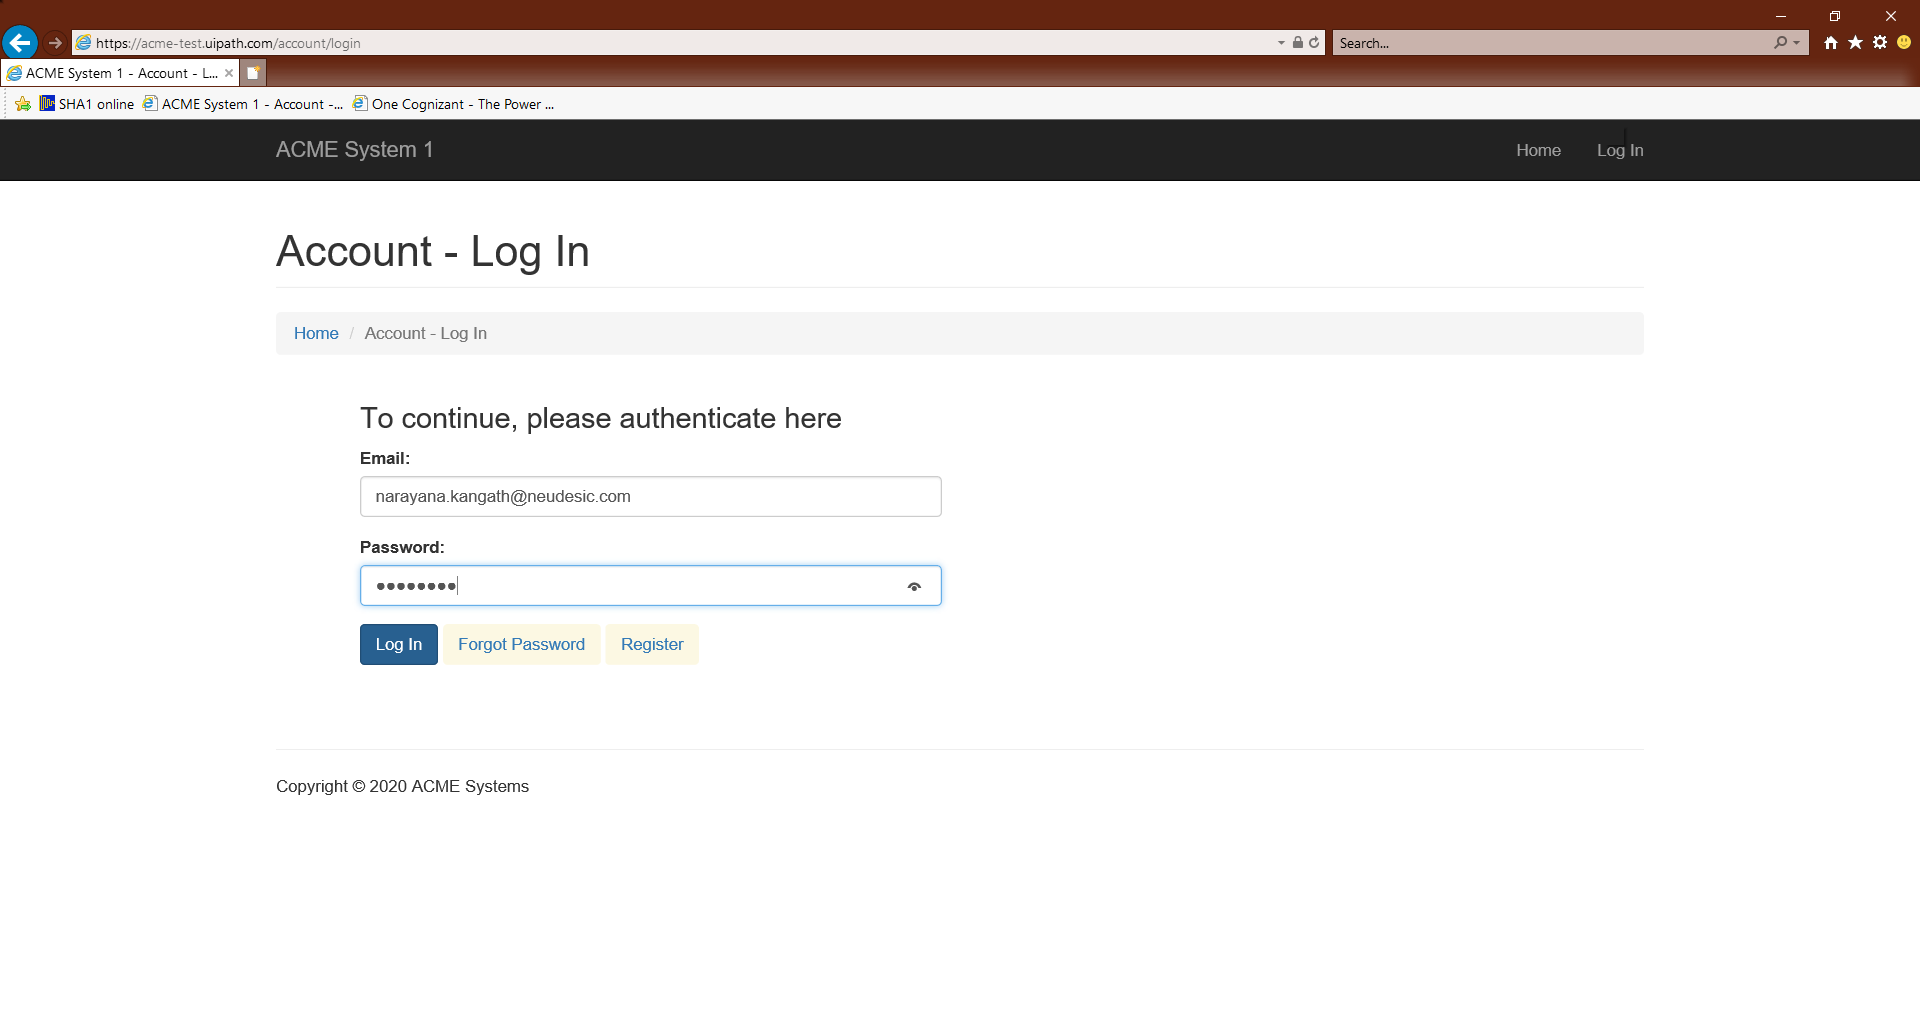 https://acme-test.uipath.com/account/login
Search...
ACME System 1 - Account - L...
SHA1 online
ACME System 1 - Account -...
One Cognizant - The Power ...
ACME System 1
Home
Log In
Account - Log In
Home / Account - Log In
To continue, please authenticate here
Email:
narayana.kangath@neudesic.com
Password:
••••••••
Log In
Forgot Password
Register
Copyright © 2020 ACME Systems